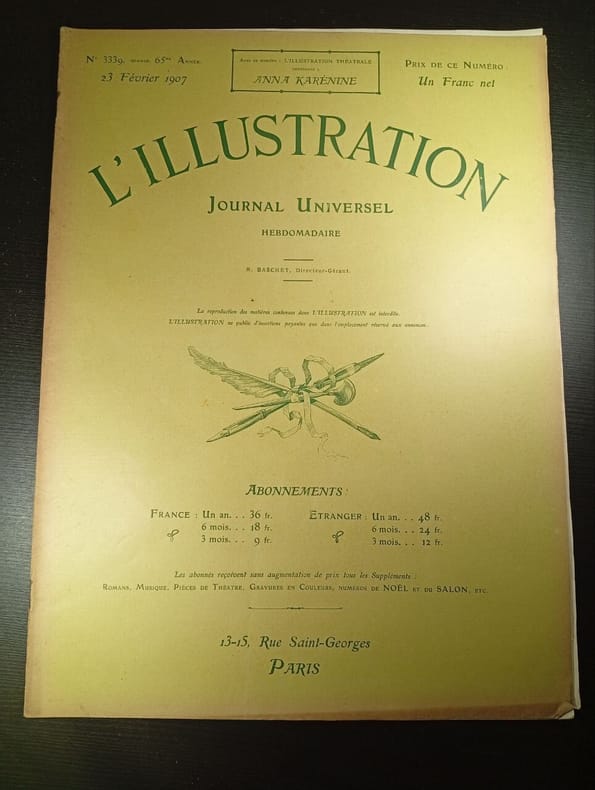 N° 3339. 65me Année.
23 Février 1907
Avec ce numéro : L'ILLUSTRATION THÉATRALE
ANNA KARÉNINE
Prix de ce Numéro :
Un Franc net
L'ILLUSTRATION
Journal Universel
HEBDOMADAIRE
R. BASCHET, Directeur-Gérant.
La reproduction des matières contenues dans L'ILLUSTRATION est interdite.
L'ILLUSTRATION ne publie d'insertions payantes que dans l'emplacement réservé aux annonces.
ABONNEMENTS :
FRANCE : Un an. . . 36 fr.
6 mois. . . 18 fr.
3 mois. . . 9 fr.
ETRANGER : Un an. . . 48 fr.
6 mois. . . 24 fr.
3 mois. . . 12 fr.
Les abonnés reçoivent sans augmentation de prix tous les Suppléments :
Romans, Musique, Pièces de Théatre, Gravures en Couleurs, numéros de NOËL et du SALON, etc.
13-15, Rue Saint-Georges
PARIS